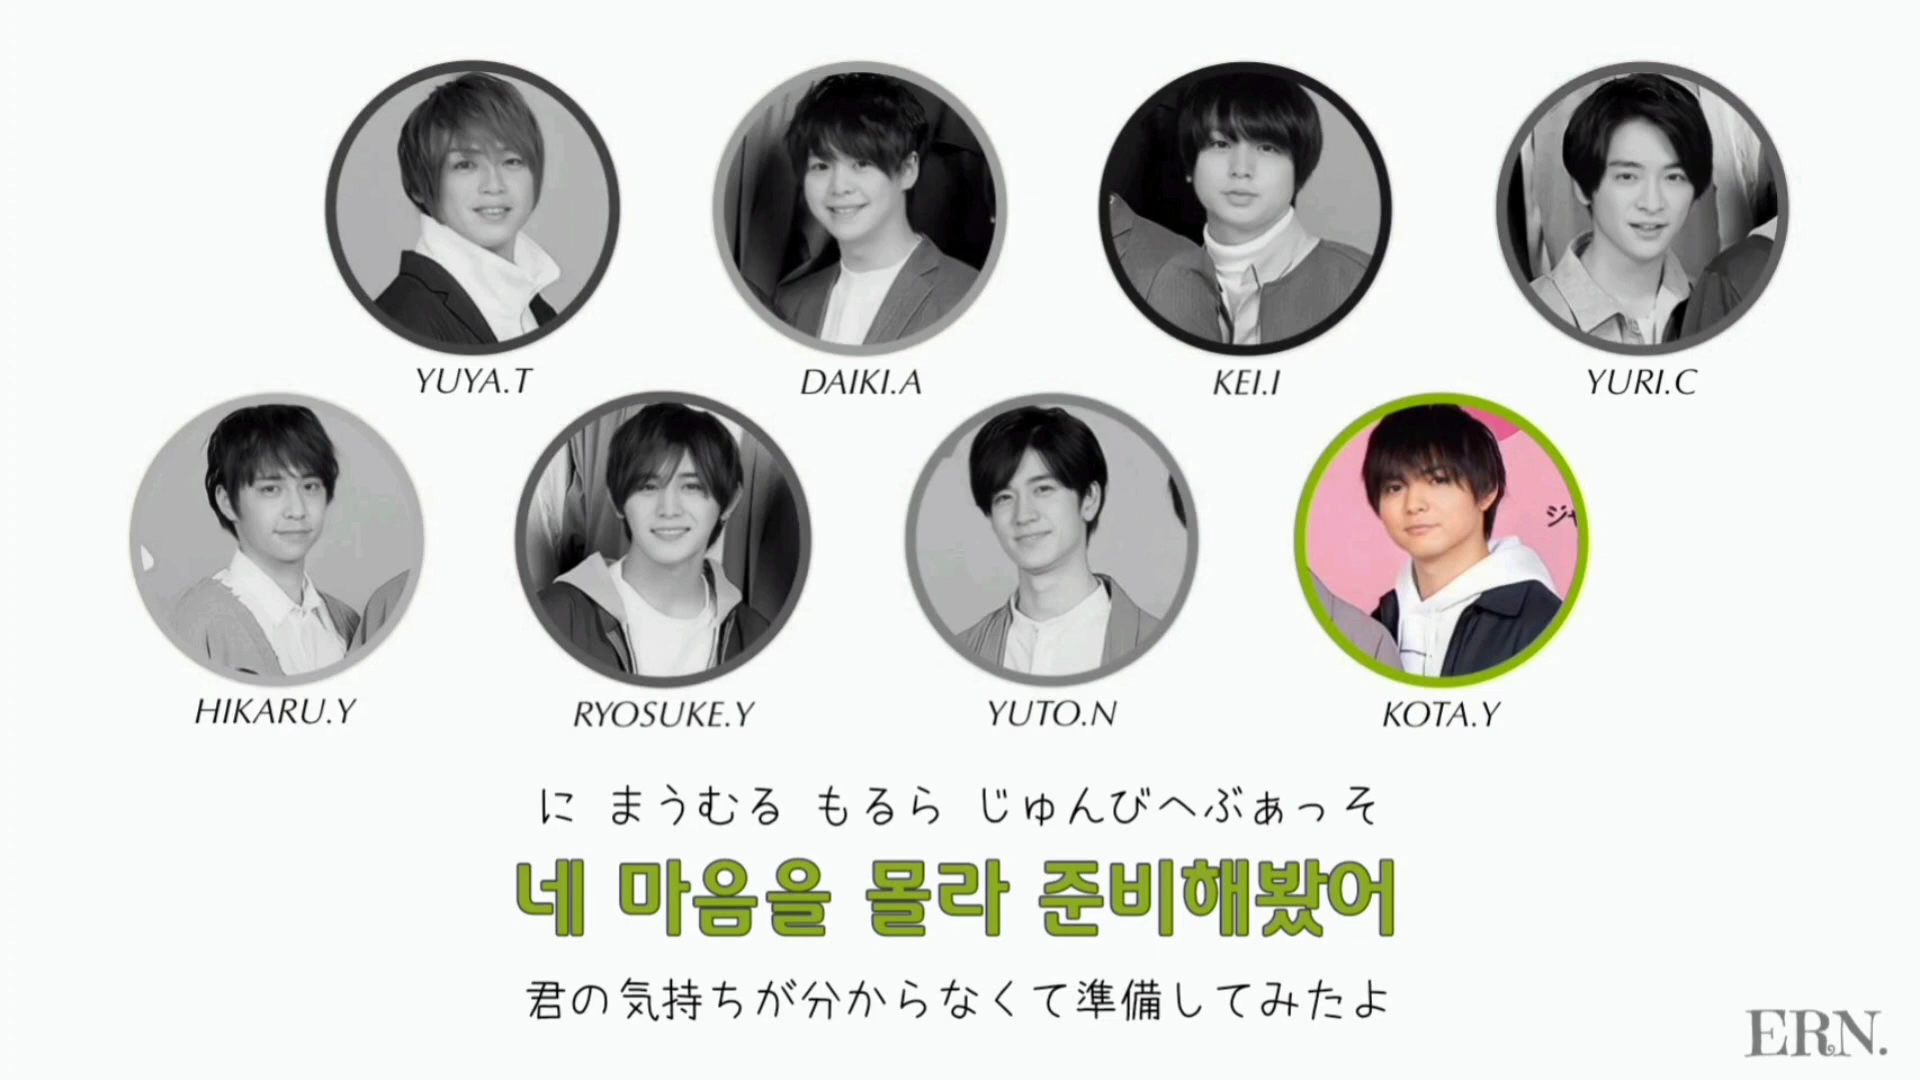 YUYA.T
DAIKI.A
KEI.I
YURI.C
ジャ
HIKARU.Y
RYOSUKE.Y
YUTO.N
KOTA.Y
に まうむる もるら じゅんびへぶぁっそ
네 마음을 몰라 준비해봤어
君の気持ちが分からなくて準備してみたよ
ERN.